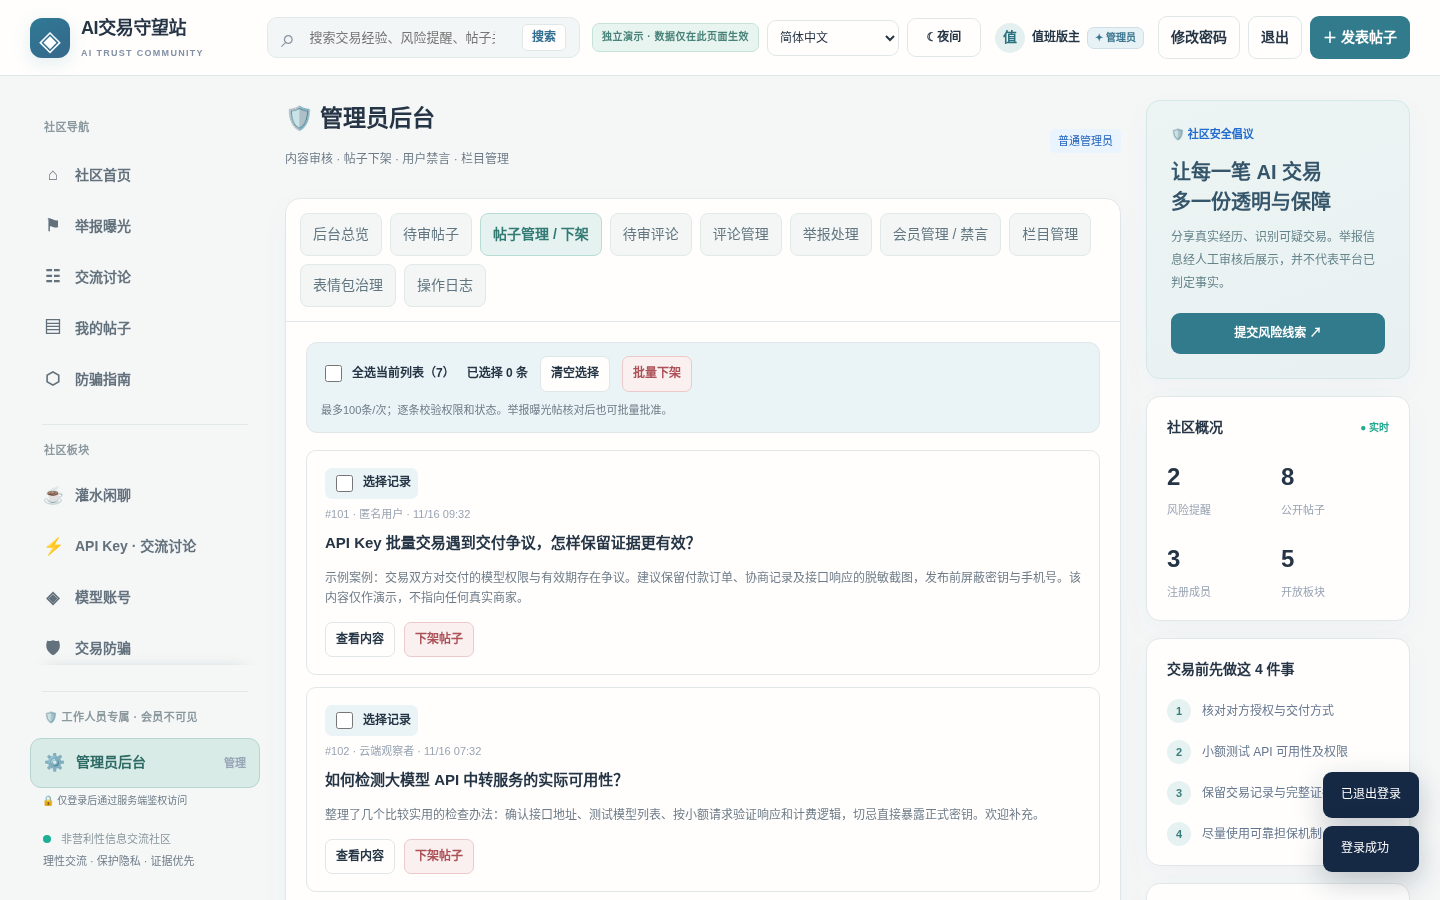 AI交易守望站
AI TRUST COMMUNITY
搜索交易经验、风险提醒、帖子
搜索
独立演示 · 数据仅在此页面生效
简体中文
☾ 夜间
值
值班版主
✦ 管理员
修改密码
退出
＋ 发表帖子
社区导航
社区首页
举报曝光
交流讨论
我的帖子
防骗指南
社区板块
灌水闲聊
API Key · 交流讨论
模型账号
交易防骗
工作人员专属 · 会员不可见
管理员后台
管理
仅登录后通过服务端鉴权访问
非营利性信息交流社区
理性交流 · 保护隐私 · 证据优先
管理员后台
内容审核 · 帖子下架 · 用户禁言 · 栏目管理
普通管理员
后台总览
待审帖子
帖子管理 / 下架
待审评论
评论管理
举报处理
会员管理 / 禁言
栏目管理
表情包治理
操作日志
全选当前列表（7）
已选择 0 条
清空选择
批量下架
最多100条/次；逐条校验权限和状态。举报曝光帖核对后也可批量批准。
选择记录
#101 · 匿名用户 · 11/16 09:32
API Key 批量交易遇到交付争议，怎样保留证据更有效？
示例案例：交易双方对交付的模型权限与有效期存在争议。建议保留付款订单、协商记录及接口响应的脱敏截图，发布前屏蔽密钥与手机号。该
内容仅作演示，不指向任何真实商家。
查看内容
下架帖子
选择记录
#102 · 云端观察者 · 11/16 07:32
如何检测大模型 API 中转服务的实际可用性？
整理了几个比较实用的检查办法：确认接口地址、测试模型列表、按小额请求验证响应和计费逻辑，切忌直接暴露正式密钥。欢迎补充。
查看内容
下架帖子
社区安全倡议
让每一笔 AI 交易
多一份透明与保障
分享真实经历、识别可疑交易。举报信
息经人工审核后展示，并不代表平台已
判定事实。
提交风险线索 ↗
社区概况
● 实时
2
风险提醒
8
公开帖子
3
注册成员
5
开放板块
交易前先做这 4 件事
1
核对对方授权与交付方式
2
小额测试 API 可用性及权限
3
保留交易记录与完整证
4
尽量使用可靠担保机制
已退出登录
登录成功